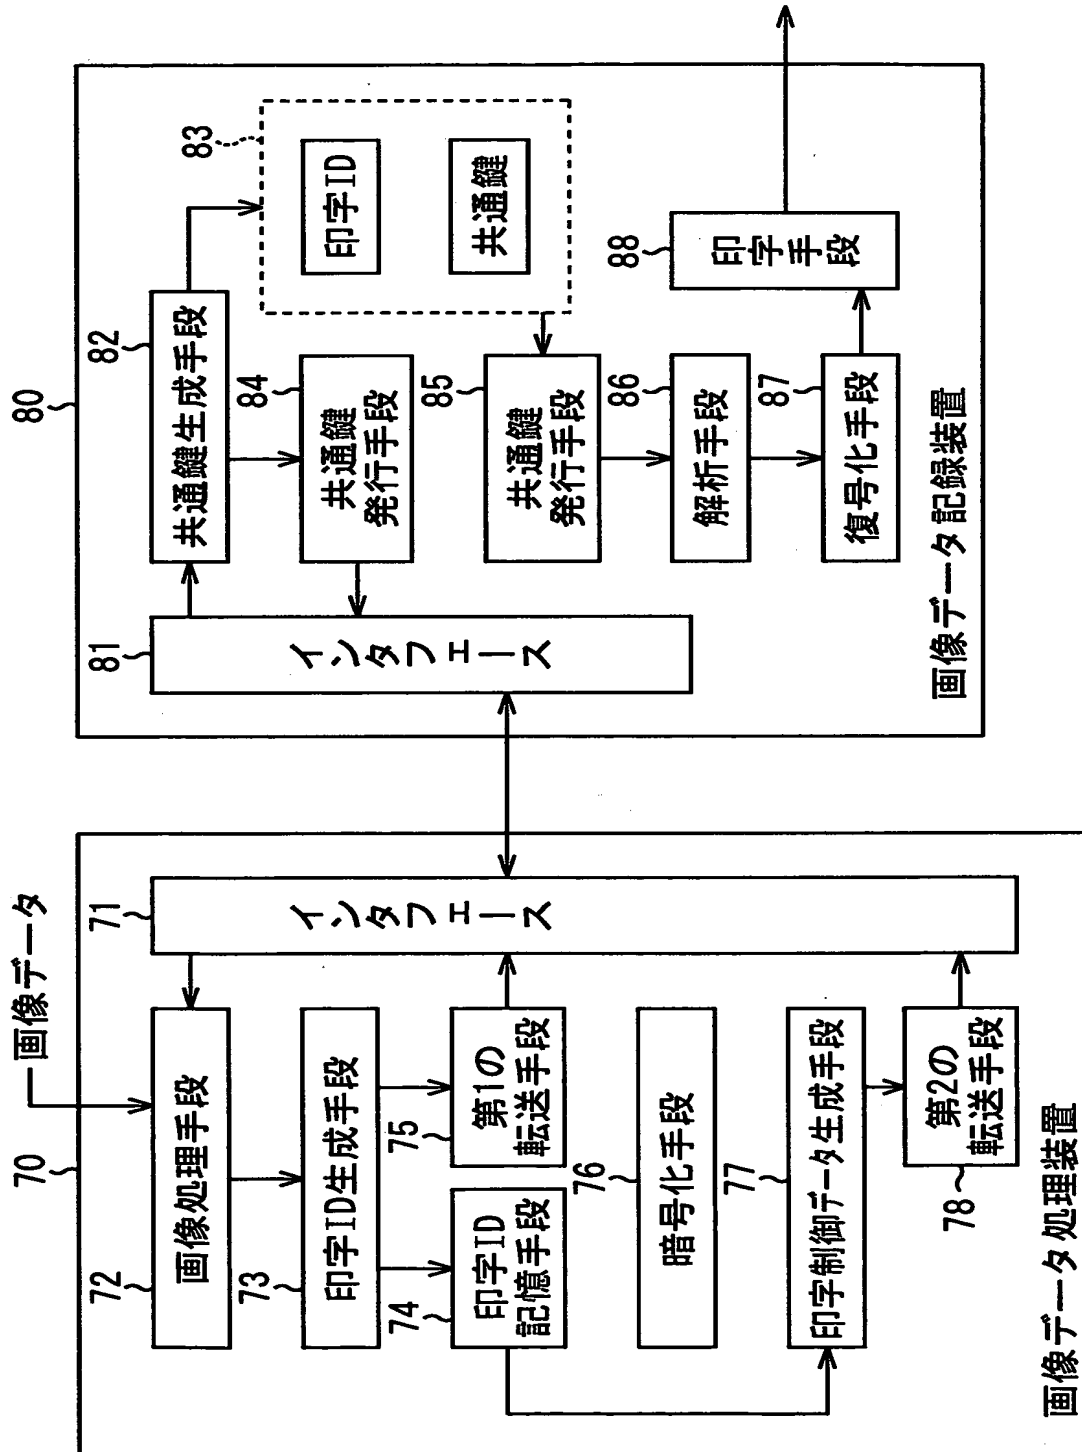 画像データ
70
71
インタフェース
72
画像処理手段
73
印字ID生成手段
74
印字ID
記憶手段
75
第1の
転送手段
76
暗号化手段
77
印字制御データ生成手段
78
第2の
転送手段
画像データ処理装置
80
81
インタフェース
82
共通鍵生成手段
83
印字ID
共通鍵
84
共通鍵
発行手段
85
共通鍵
発行手段
86
解析手段
87
復号化手段
88
印字手段
画像データ記録装置